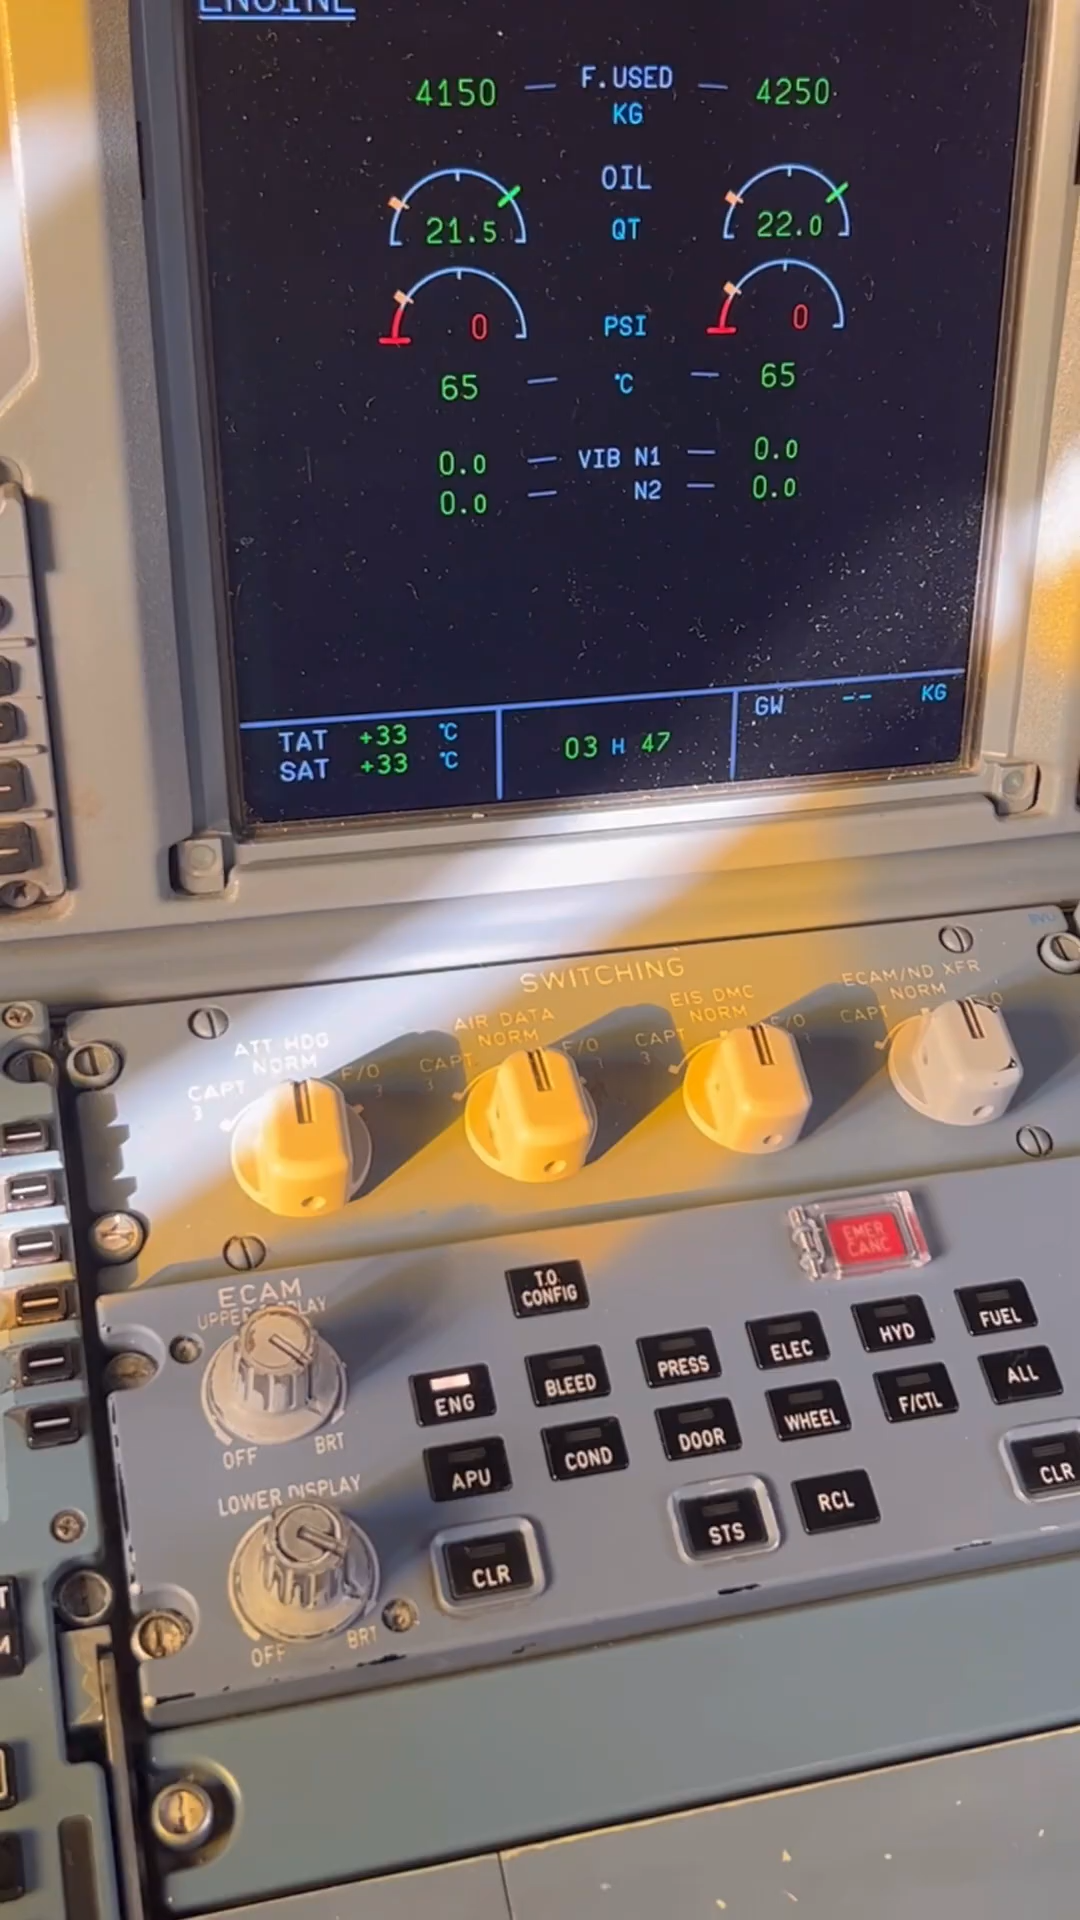 ENGINE
4150 — F.USED — 4250
KG
OIL
21.5 QT 22.0
0 PSI 0
65 — °C — 65
0.0 — VIB N1 — 0.0
0.0 — N2 — 0.0
TAT +33 °C
SAT +33 °C
03 H 47
GW -- KG
SWITCHING
ATT HDG
NORM
CAPT
3
F/O
3
AIR DATA
NORM
CAPT
3
F/O
EIS DMC
NORM
CAPT
3
F/O
ECAM/ND XFR
NORM
CAPT
ECAM
UPPER DISPLAY
OFF
BRT
LOWER DISPLAY
OFF
BRT
EMER
CANC
T.O.
CONFIG
ENG
BLEED
PRESS
ELEC
HYD
FUEL
APU
COND
DOOR
WHEEL
F/CTL
ALL
CLR
STS
RCL
CLR